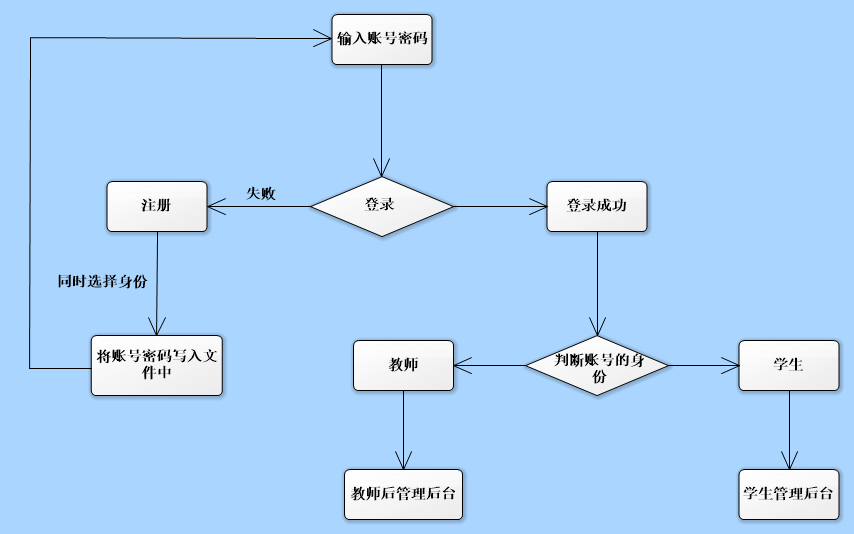 输入账号密码
失败
注册
登录
登录成功
同时选择身份
将账号密码写入文
件中
教师
判断账号的身
份
学生
教师后管理后台
学生管理后台